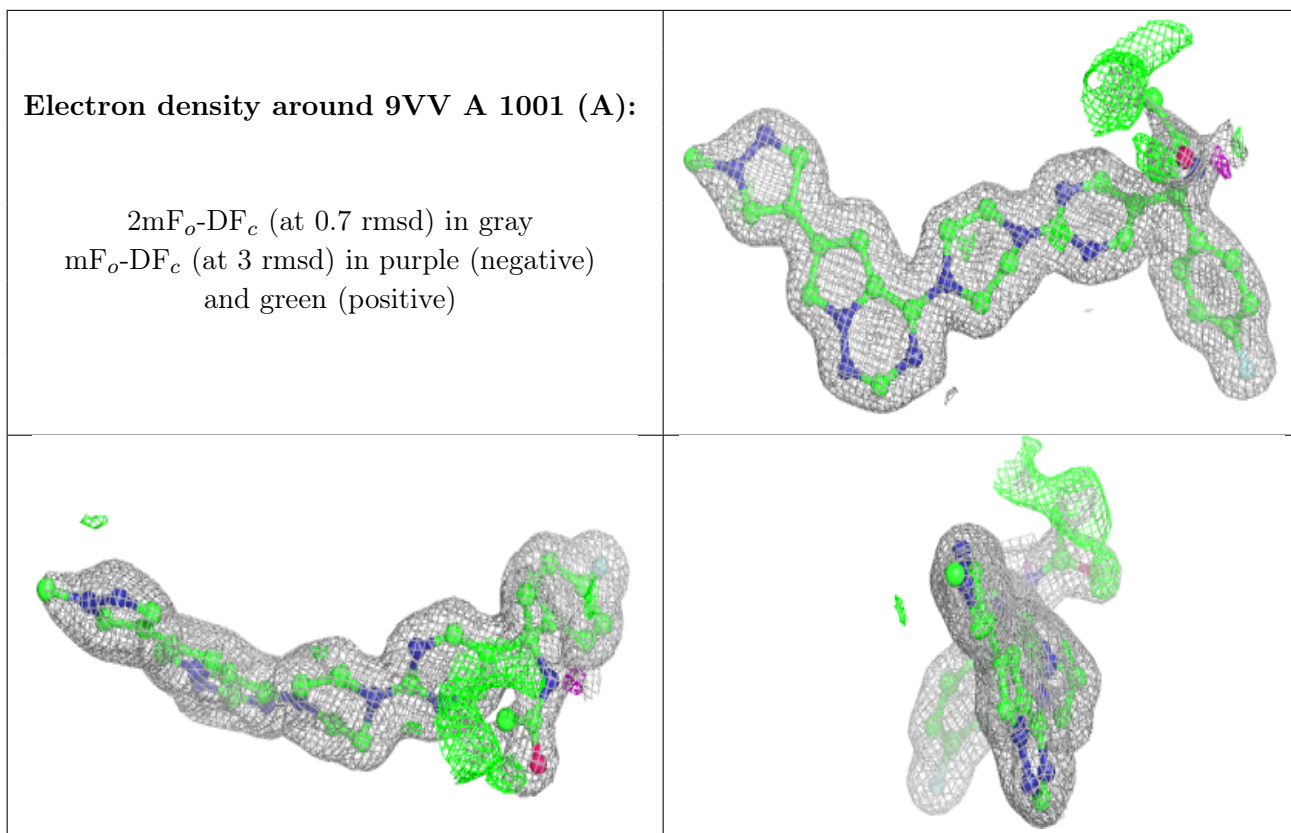 Electron density around 9VV A 1001 (A):
2mFₒ-DF𝒸 (at 0.7 rmsd) in gray
mFₒ-DF𝒸 (at 3 rmsd) in purple (negative)
and green (positive)